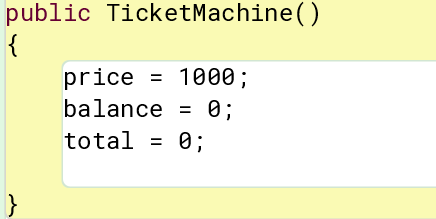 public TicketMachine()
{
price = 1000;
balance = 0;
total = 0;
}